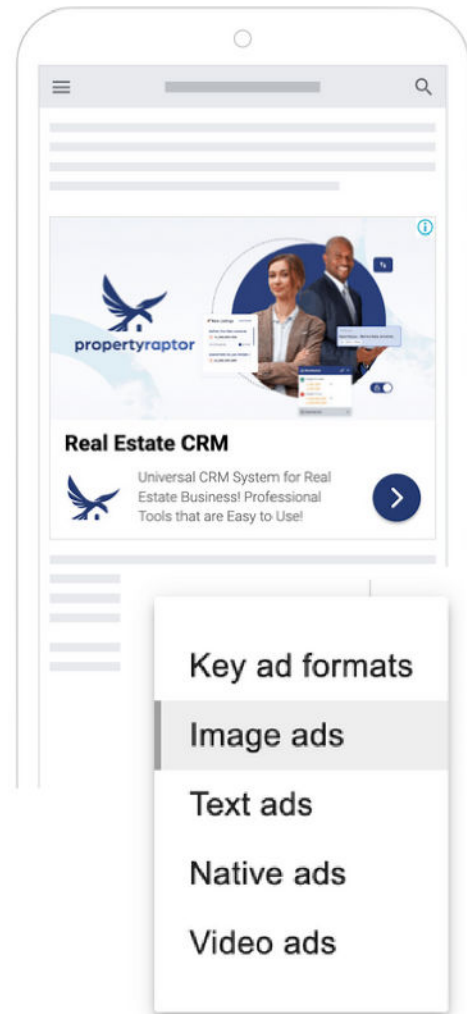 propertyraptor
Real Estate CRM
Universal CRM System for Real
Estate Business! Professional
Tools that are Easy to Use!
Key ad formats
Image ads
Text ads
Native ads
Video ads